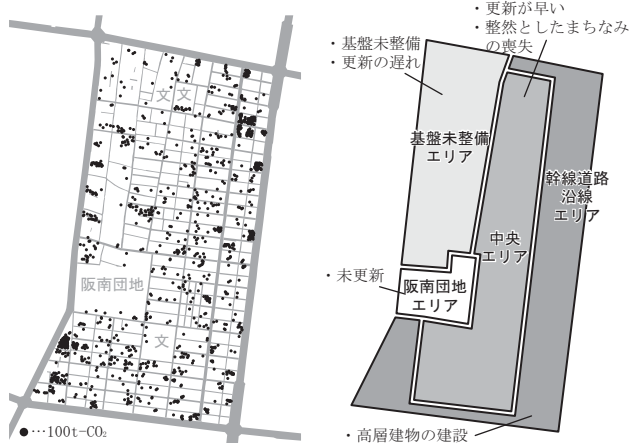 文 文
阪南団地
文
●…100t-CO₂
・更新が早い
・整然としたまちなみ
の喪失
・基盤未整備
・更新の遅れ
基盤未整備
エリア
幹線道路
沿線
エリア
中央
エリア
・未更新
阪南団地
エリア
・高層建物の建設